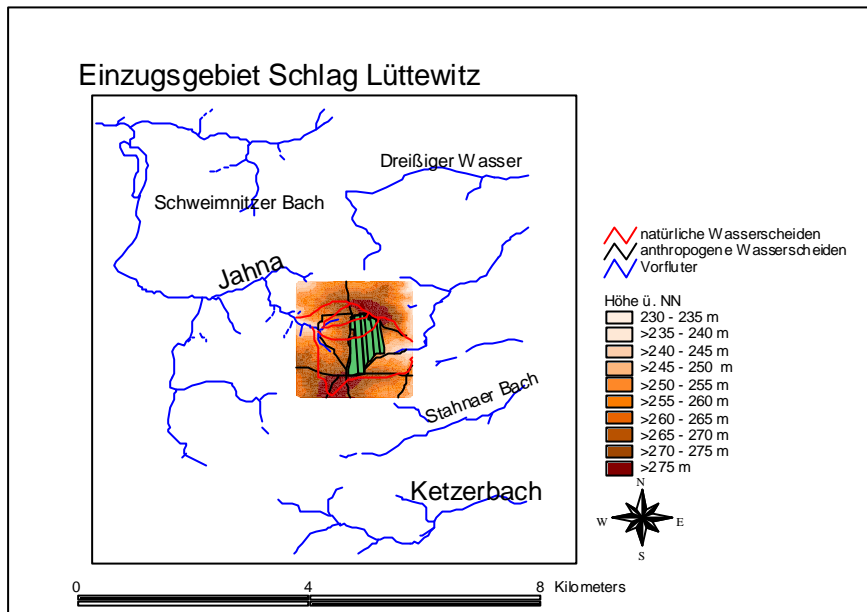 Einzugsgebiet Schlag Lüttewitz
Dreißiger Wasser
Schweimnitzer Bach
Jahna
Stahnaer Bach
Ketzerbach
natürliche Wasserscheiden
anthropogene Wasserscheiden
Vorfluter
Höhe ü. NN
230 - 235 m
>235 - 240 m
>240 - 245 m
>245 - 250 m
>250 - 255 m
>255 - 260 m
>260 - 265 m
>265 - 270 m
>270 - 275 m
>275 m
N
W E
S
0 4 8 Kilometers